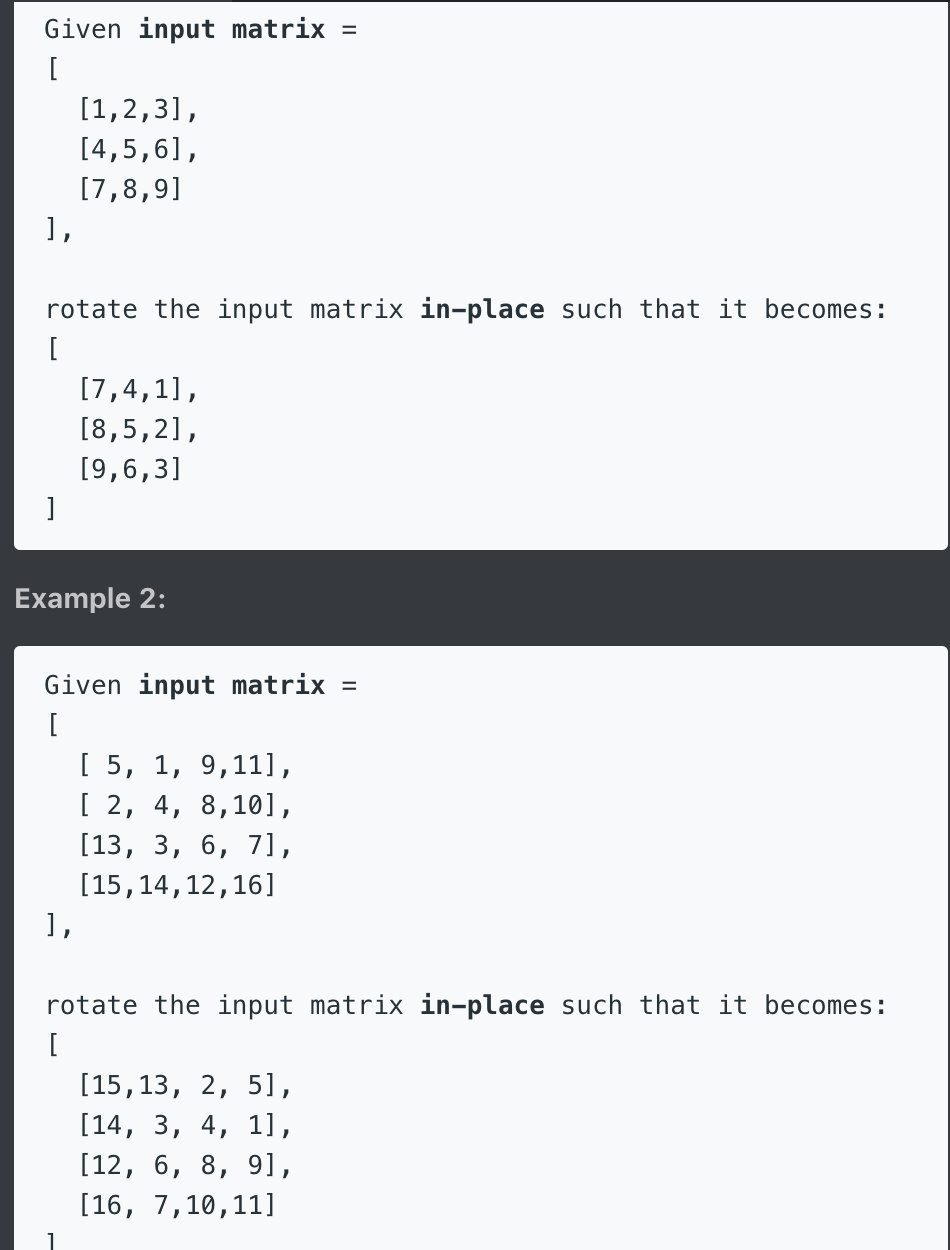 Given input matrix =
[
  [1,2,3],
  [4,5,6],
  [7,8,9]
],
rotate the input matrix in-place such that it becomes:
[
  [7,4,1],
  [8,5,2],
  [9,6,3]
]
Example 2:
Given input matrix =
[
  [ 5, 1, 9,11],
  [ 2, 4, 8,10],
  [13, 3, 6, 7],
  [15,14,12,16]
],
rotate the input matrix in-place such that it becomes:
[
  [15,13, 2, 5],
  [14, 3, 4, 1],
  [12, 6, 8, 9],
  [16, 7,10,11]
]